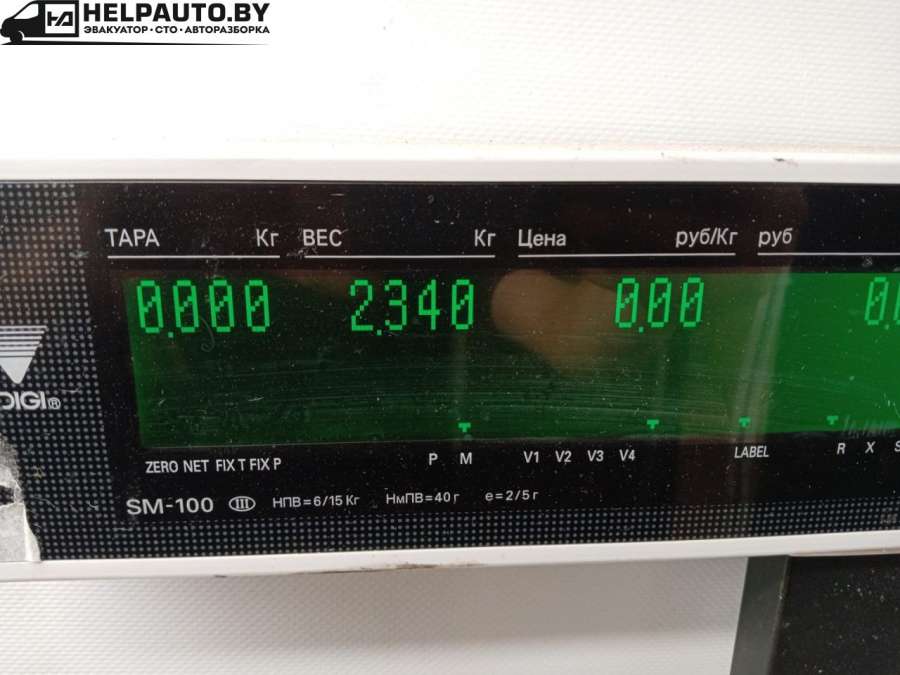 HELPAUTO.BY
ЭВАКУАТОР • СТО • АВТОРАЗБОРКА
ТАРА Кг ВЕС Кг Цена руб/Кг руб
0.000 2.340 0.00
DIGI®
ZERO NET FIX T FIX P P M V1 V2 V3 V4 LABEL R X
SM-100 III НПВ=6/15 Кг НмПВ=40 г e=2/5 г